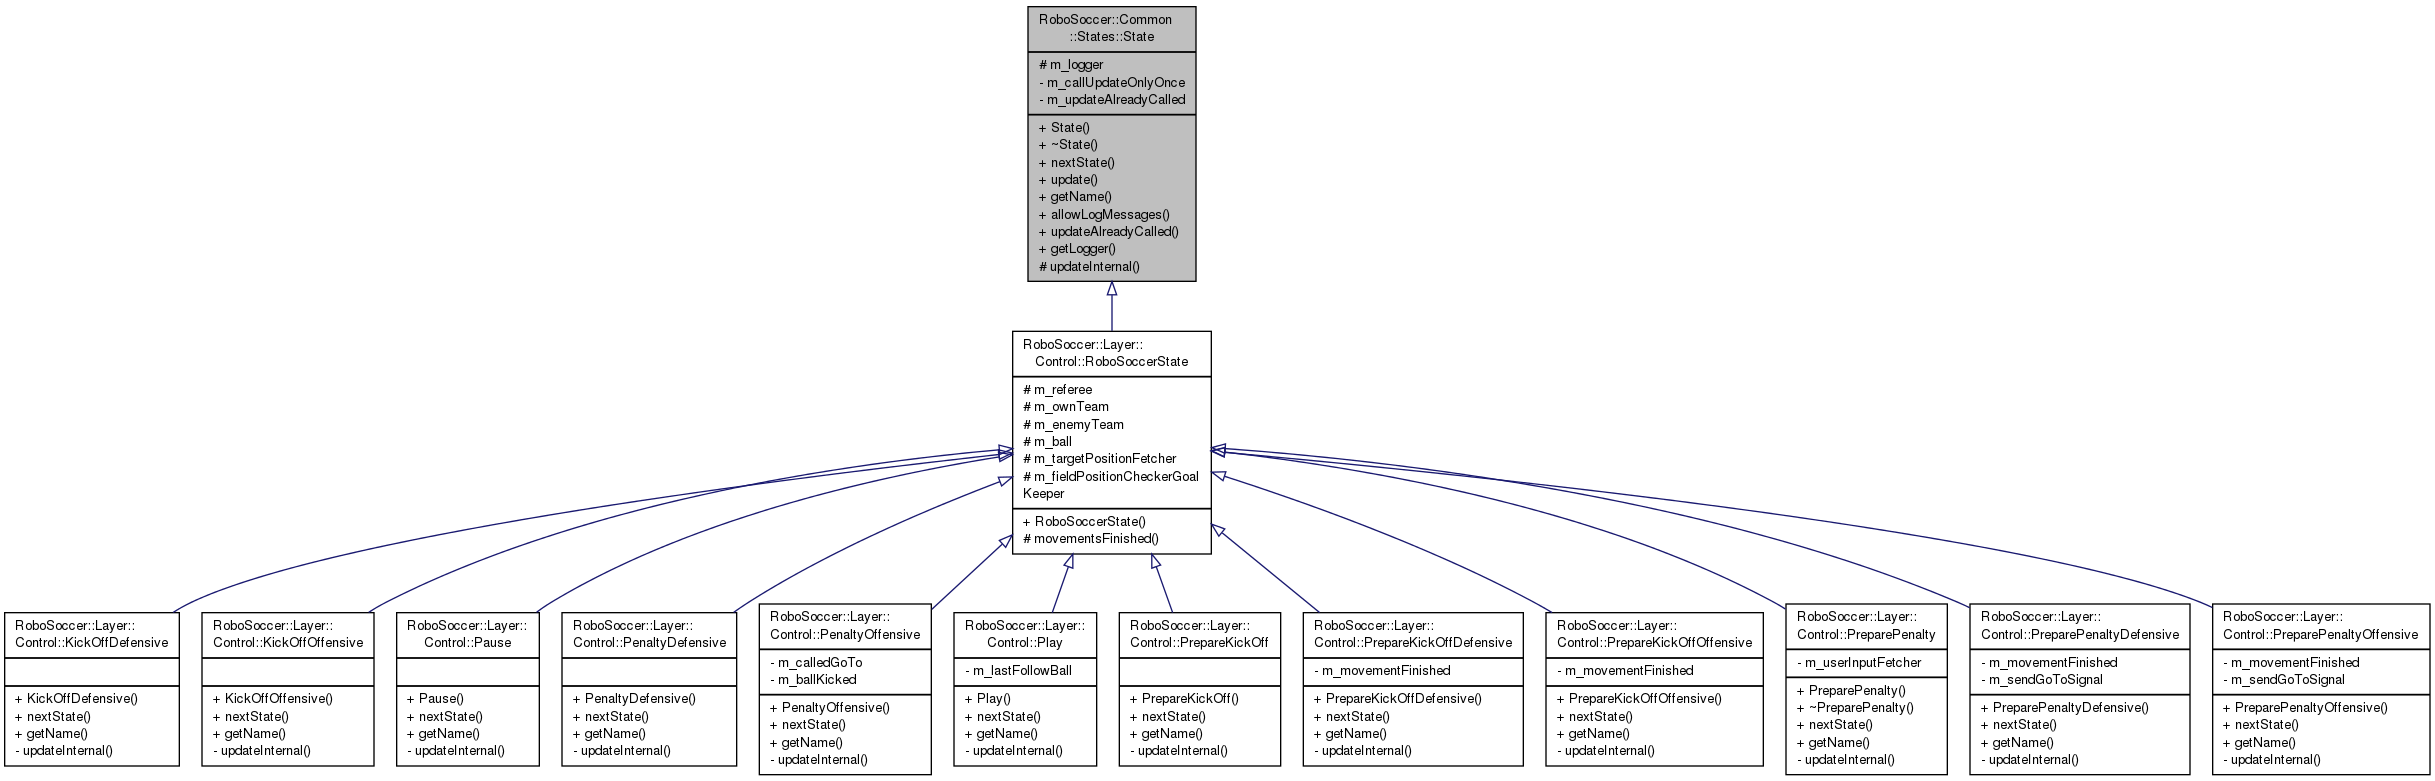 RoboSoccer::Common
::States::State
# m_logger
- m_callUpdateOnlyOnce
- m_updateAlreadyCalled
+ State()
+ ~State()
+ nextState()
+ update()
+ getName()
+ allowLogMessages()
+ updateAlreadyCalled()
+ getLogger()
# updateInternal()
RoboSoccer::Layer::
Control::RoboSoccerState
# m_referee
# m_ownTeam
# m_enemyTeam
# m_ball
# m_targetPositionFetcher
# m_fieldPositionCheckerGoal
Keeper
+ RoboSoccerState()
# movementsFinished()
RoboSoccer::Layer::
Control::KickOffDefensive
+ KickOffDefensive()
+ nextState()
+ getName()
- updateInternal()
RoboSoccer::Layer::
Control::KickOffOffensive
+ KickOffOffensive()
+ nextState()
+ getName()
- updateInternal()
RoboSoccer::Layer::
Control::Pause
+ Pause()
+ nextState()
+ getName()
- updateInternal()
RoboSoccer::Layer::
Control::PenaltyDefensive
+ PenaltyDefensive()
+ nextState()
+ getName()
- updateInternal()
RoboSoccer::Layer::
Control::PenaltyOffensive
- m_calledGoTo
- m_ballKicked
+ PenaltyOffensive()
+ nextState()
+ getName()
- updateInternal()
RoboSoccer::Layer::
Control::Play
- m_lastFollowBall
+ Play()
+ nextState()
+ getName()
- updateInternal()
RoboSoccer::Layer::
Control::PrepareKickOff
+ PrepareKickOff()
+ nextState()
+ getName()
- updateInternal()
RoboSoccer::Layer::
Control::PrepareKickOffDefensive
- m_movementFinished
+ PrepareKickOffDefensive()
+ nextState()
+ getName()
- updateInternal()
RoboSoccer::Layer::
Control::PrepareKickOffOffensive
- m_movementFinished
+ PrepareKickOffOffensive()
+ nextState()
+ getName()
- updateInternal()
RoboSoccer::Layer::
Control::PreparePenalty
- m_userInputFetcher
+ PreparePenalty()
+ ~PreparePenalty()
+ nextState()
+ getName()
- updateInternal()
RoboSoccer::Layer::
Control::PreparePenaltyDefensive
- m_movementFinished
- m_sendGoToSignal
+ PreparePenaltyDefensive()
+ nextState()
+ getName()
- updateInternal()
RoboSoccer::Layer::
Control::PreparePenaltyOffensive
- m_movementFinished
- m_sendGoToSignal
+ PreparePenaltyOffensive()
+ nextState()
+ getName()
- updateInternal()